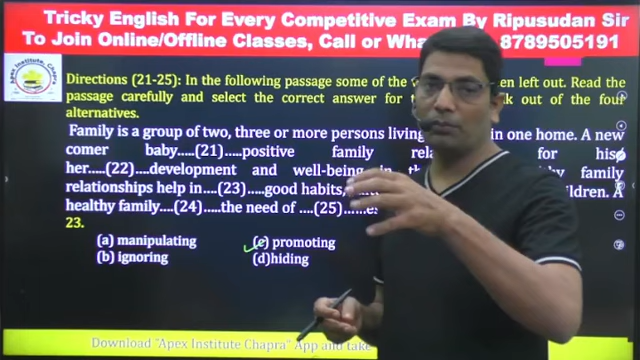 Tricky English For Every Competitive Exam By Ripusudan Sir
To Join Online/Offline Classes, Call or Wha 8789505191
Apex Institute, Chapra
Directions (21-25): In the following passage some of the en left out. Read the
passage carefully and select the correct answer for out of the four
alternatives.
Family is a group of two, three or more persons living in one home. A new
comer baby.....(21).....positive family rel for his/
her.....(22).....development and well-being in family
relationships help in....(23).....good habits, children. A
healthy family....(24).....the need of ....(25)
23.
(a) manipulating (c) promoting
(b) ignoring (d)hiding
Download "Apex Institute Chapra" App and take